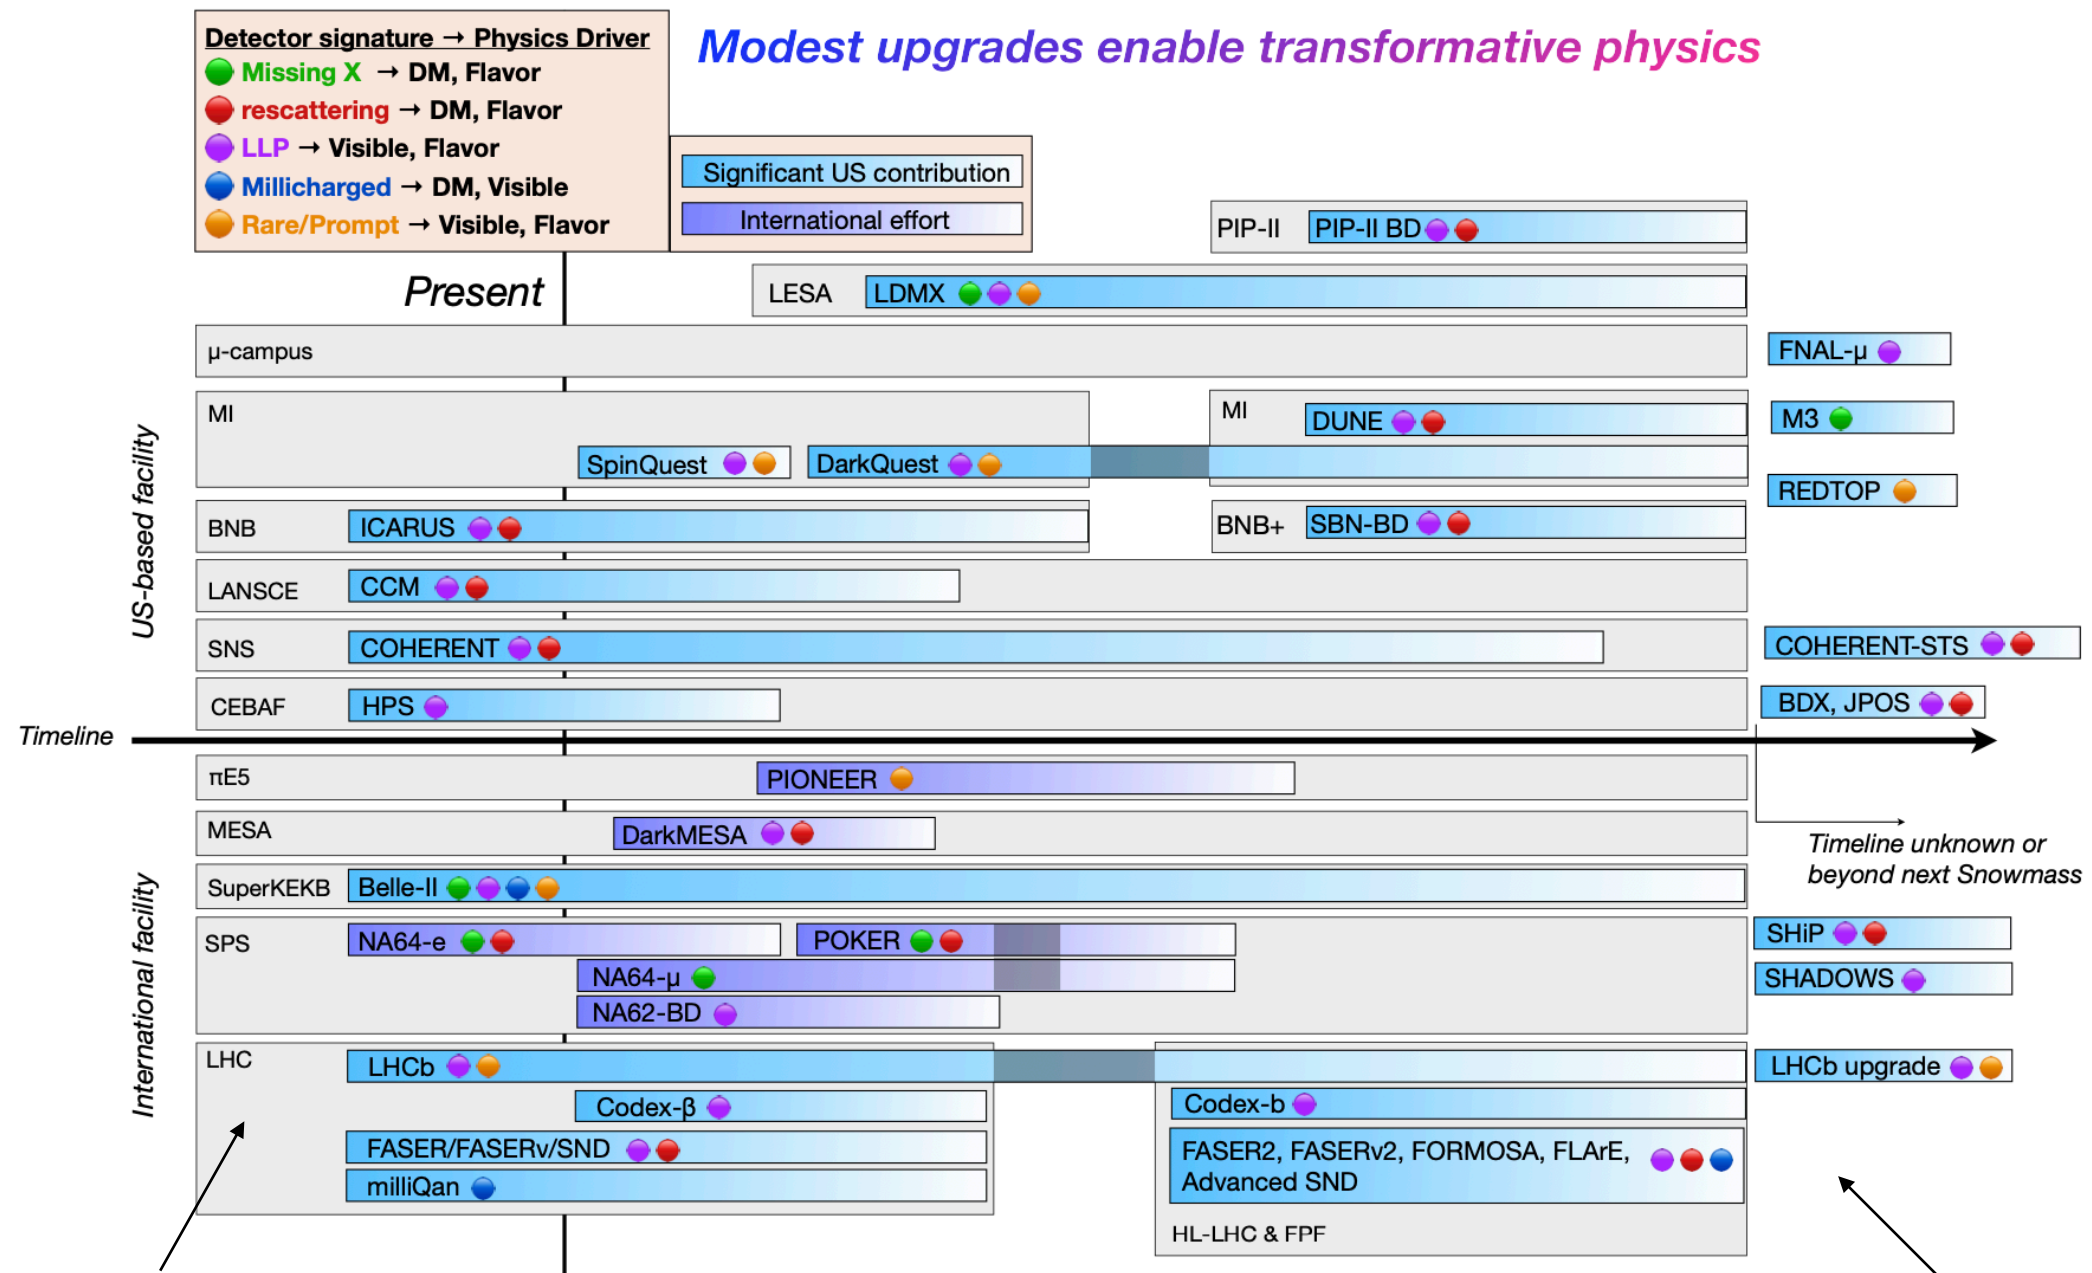 Modest upgrades enable transformative physics
Detector signature → Physics Driver
Missing X → DM, Flavor
rescattering → DM, Flavor
LLP → Visible, Flavor
Millicharged → DM, Visible
Rare/Prompt → Visible, Flavor
Significant US contribution
International effort
Present
PIP-II PIP-II BD
LESA LDMX
μ-campus FNAL-μ
MI MI DUNE M3
SpinQuest DarkQuest
REDTOP
BNB ICARUS BNB+ SBN-BD
LANSCE CCM
SNS COHERENT COHERENT-STS
CEBAF HPS BDX, JPOS
US-based facility
Timeline
πE5 PIONEER
MESA DarkMESA
Timeline unknown or
beyond next Snowmass
SuperKEKB Belle-II
SPS NA64-e POKER SHiP
NA64-μ SHADOWS
NA62-BD
International facility
LHC LHCb LHCb upgrade
Codex-β Codex-b
FASER/FASERν/SND
milliQan
FASER2, FASERν2, FORMOSA, FLArE,
Advanced SND
HL-LHC & FPF